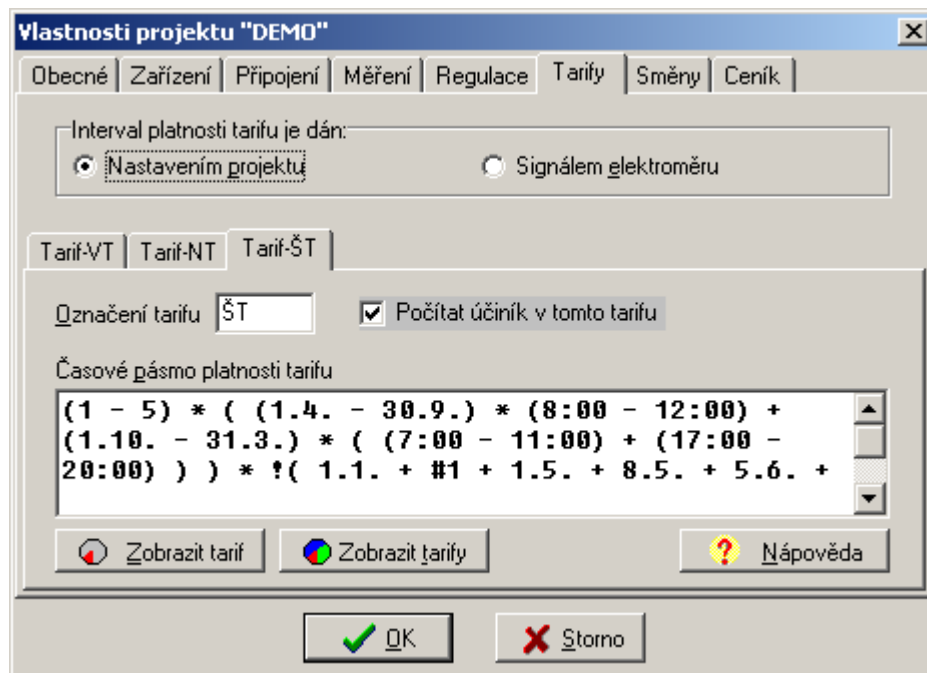 Vlastnosti projektu "DEMO"
Obecné Zařízení Připojení Měření Regulace Tarify Směny Ceník
Interval platnosti tarifu je dán:
Nastavením projektu Signálem elektroměru
Tarif-VT Tarif-NT Tarif-ŠT
Označení tarifu ŠT Počítat účiník v tomto tarifu
Časové pásmo platnosti tarifu
(1 - 5) * ( (1.4. - 30.9.) * (8:00 - 12:00) +
(1.10. - 31.3.) * ( (7:00 - 11:00) + (17:00 -
20:00) ) ) * !( 1.1. + #1 + 1.5. + 8.5. + 5.6. +
Zobrazit tarif Zobrazit tarify Nápověda
OK Storno